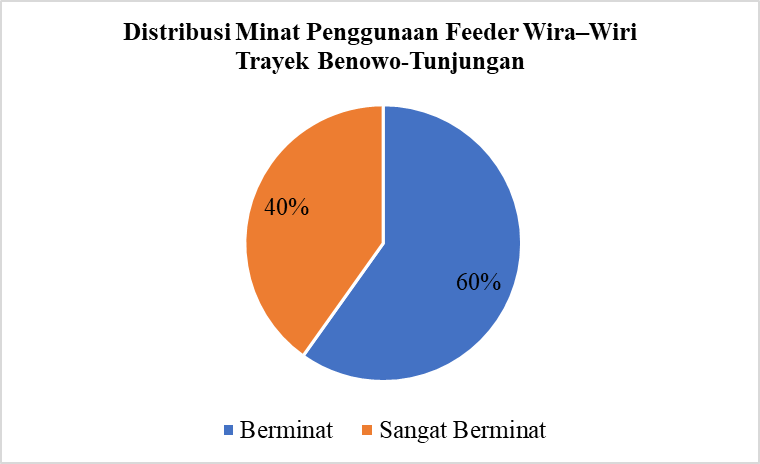 Distribusi Minat Penggunaan Feeder Wira–Wiri
Trayek Benowo-Tunjungan
40%
60%
Berminat
Sangat Berminat